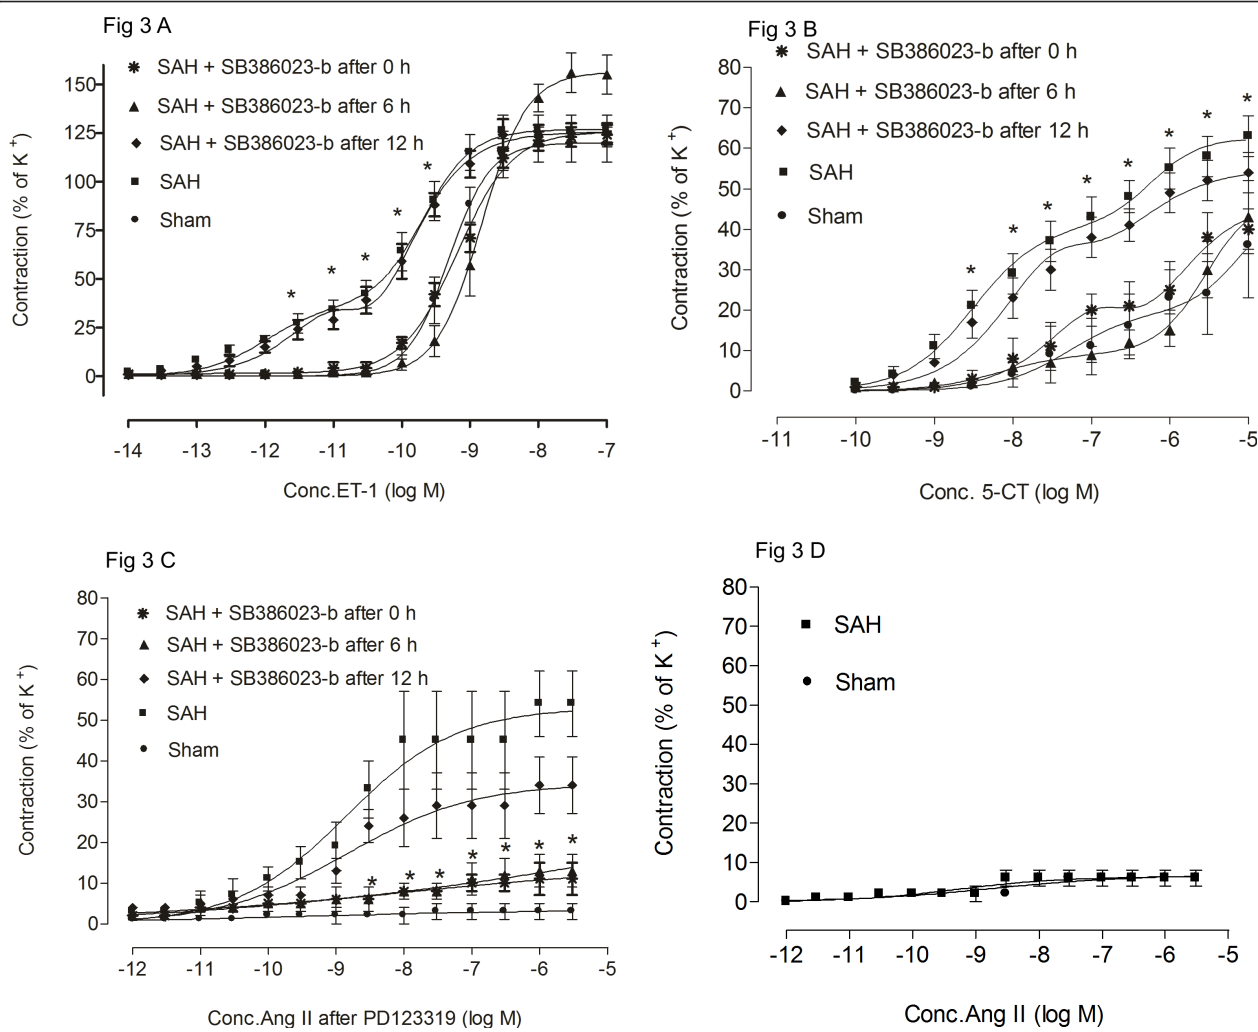 Fig 3 A
SAH + SB386023-b after 0 h
SAH + SB386023-b after 6 h
SAH + SB386023-b after 12 h
SAH
Sham
Contraction (% of K +)
150
125
100
75
50
25
0
* * * * *
-14 -13 -12 -11 -10 -9 -8 -7
Conc.ET-1 (log M)
Fig 3 B
SAH + SB386023-b after 0 h
SAH + SB386023-b after 6 h
SAH + SB386023-b after 12 h
SAH
Sham
Contraction (% of K +)
80
70
60
50
40
30
20
10
0
* * * * * * * *
-11 -10 -9 -8 -7 -6 -5
Conc. 5-CT (log M)
Fig 3 C
SAH + SB386023-b after 0 h
SAH + SB386023-b after 6 h
SAH + SB386023-b after 12 h
SAH
Sham
Contraction (% of K +)
80
70
60
50
40
30
20
10
0
* * * * * * *
-12 -11 -10 -9 -8 -7 -6 -5
Conc.Ang II after PD123319 (log M)
Fig 3 D
SAH
Sham
Contraction (% of K +)
80
70
60
50
40
30
20
10
0
-12 -11 -10 -9 -8 -7 -6 -5
Conc.Ang II (log M)